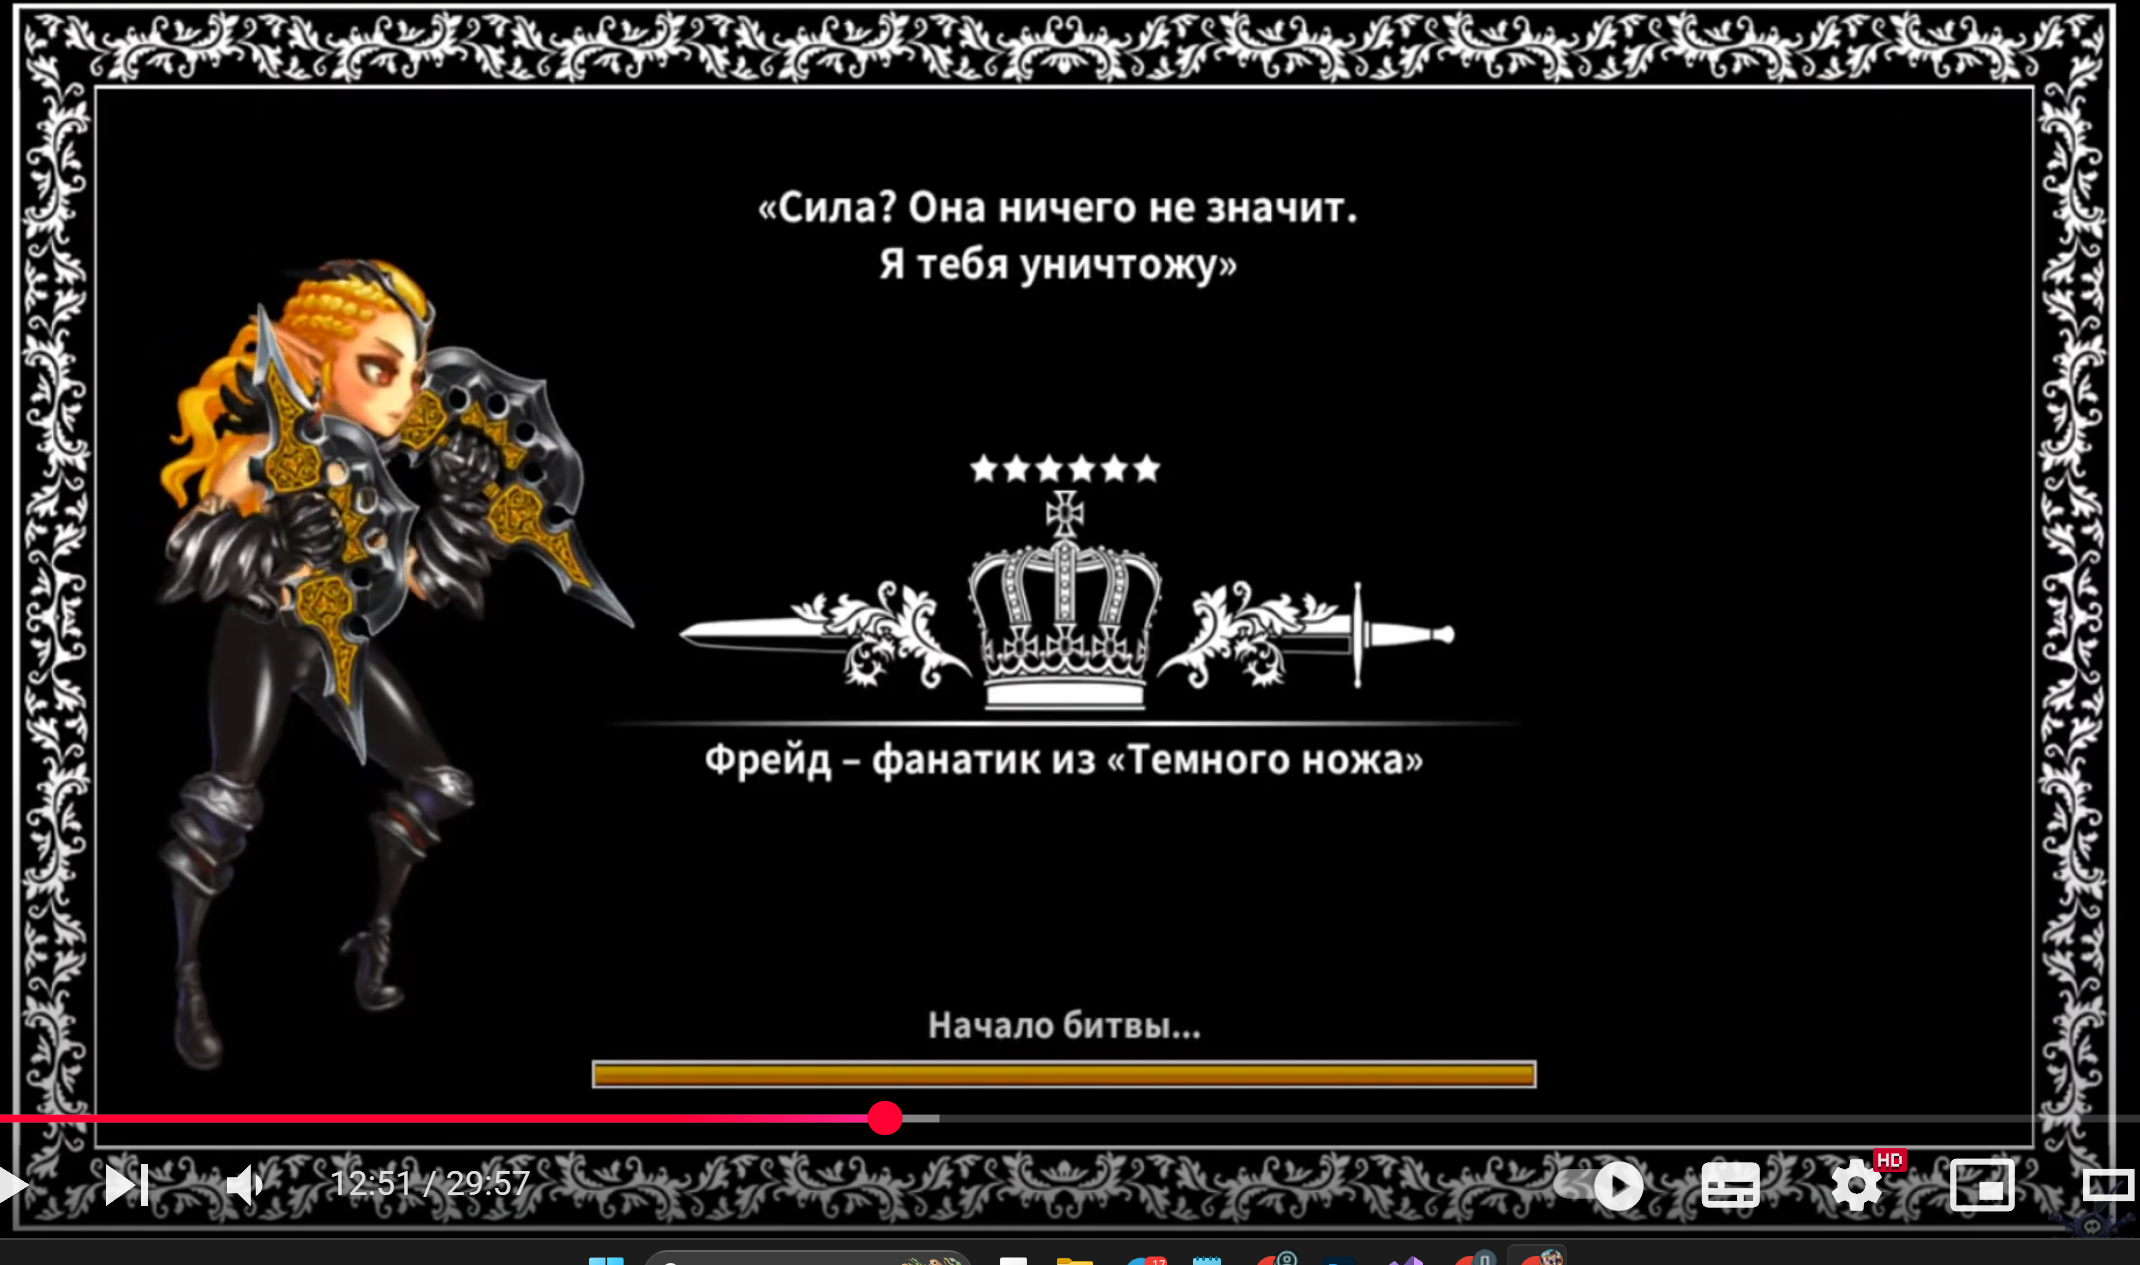 «Сила? Она ничего не значит.
Я тебя уничтожу»
Фрейд – фанатик из «Темного ножа»
Начало битвы...
12:51 / 29:57
HD
17